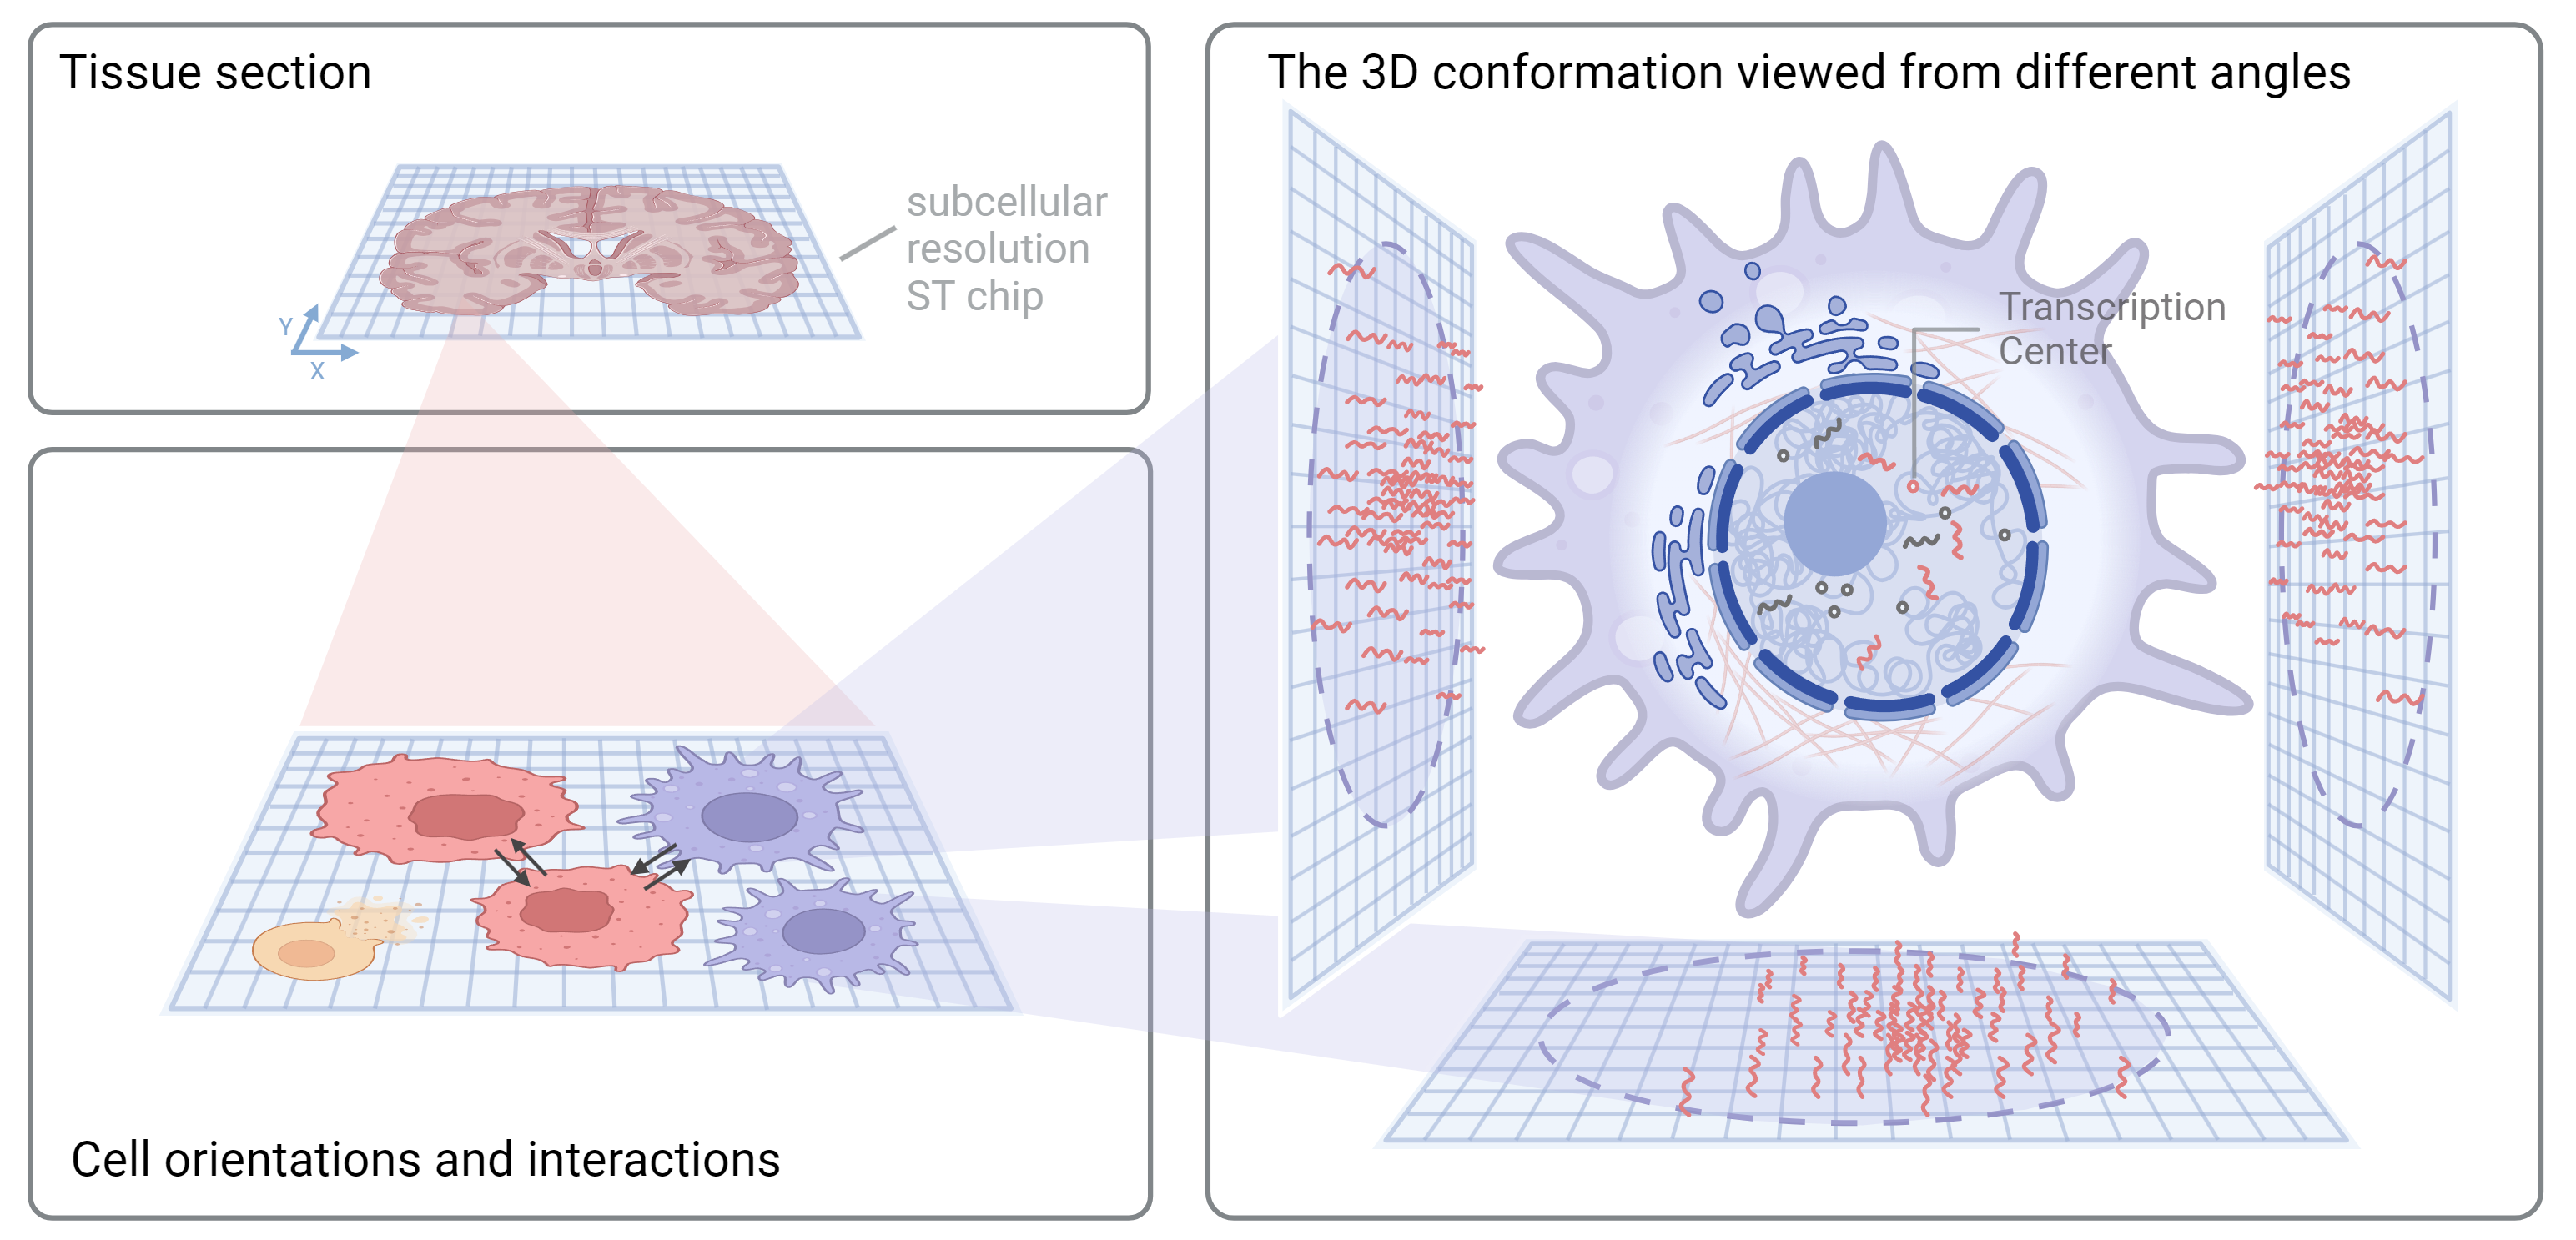 Tissue section
subcellular
resolution
ST chip
Y
X
Cell orientations and interactions
The 3D conformation viewed from different angles
Transcription
Center